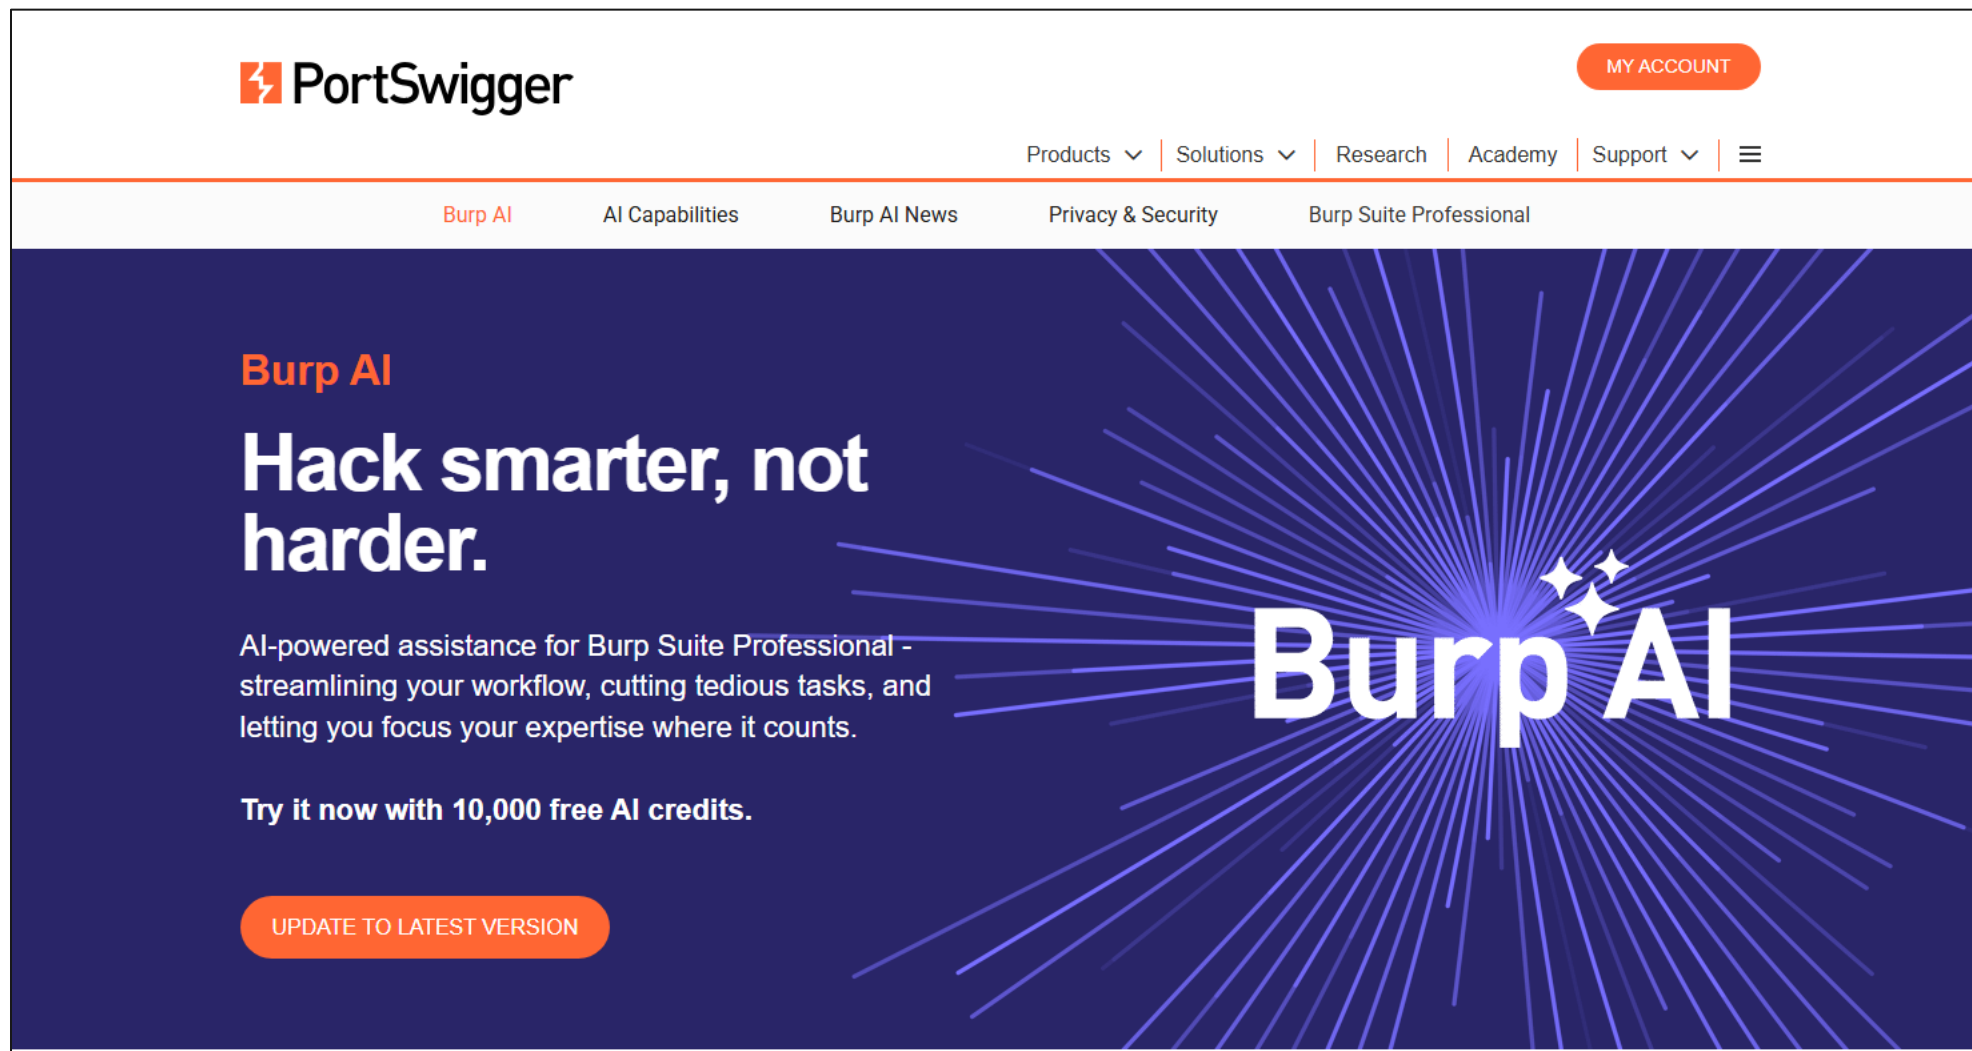 PortSwigger
MY ACCOUNT
Products
Solutions
Research
Academy
Support
Burp AI
AI Capabilities
Burp AI News
Privacy & Security
Burp Suite Professional
Burp AI
Hack smarter, not
harder.
AI-powered assistance for Burp Suite Professional -
streamlining your workflow, cutting tedious tasks, and
letting you focus your expertise where it counts.
Try it now with 10,000 free AI credits.
UPDATE TO LATEST VERSION
Burp AI